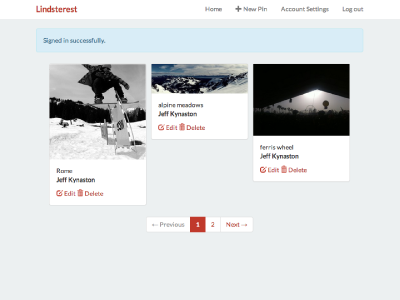 Lindsterest
Home
New Pin
Account Settings
Log out
Signed in successfully.
Rome
Jeff Kynaston
Edit Delete
alpine meadows
Jeff Kynaston
Edit Delete
ferris wheel
Jeff Kynaston
Edit Delete
← Previous 1 2 Next →